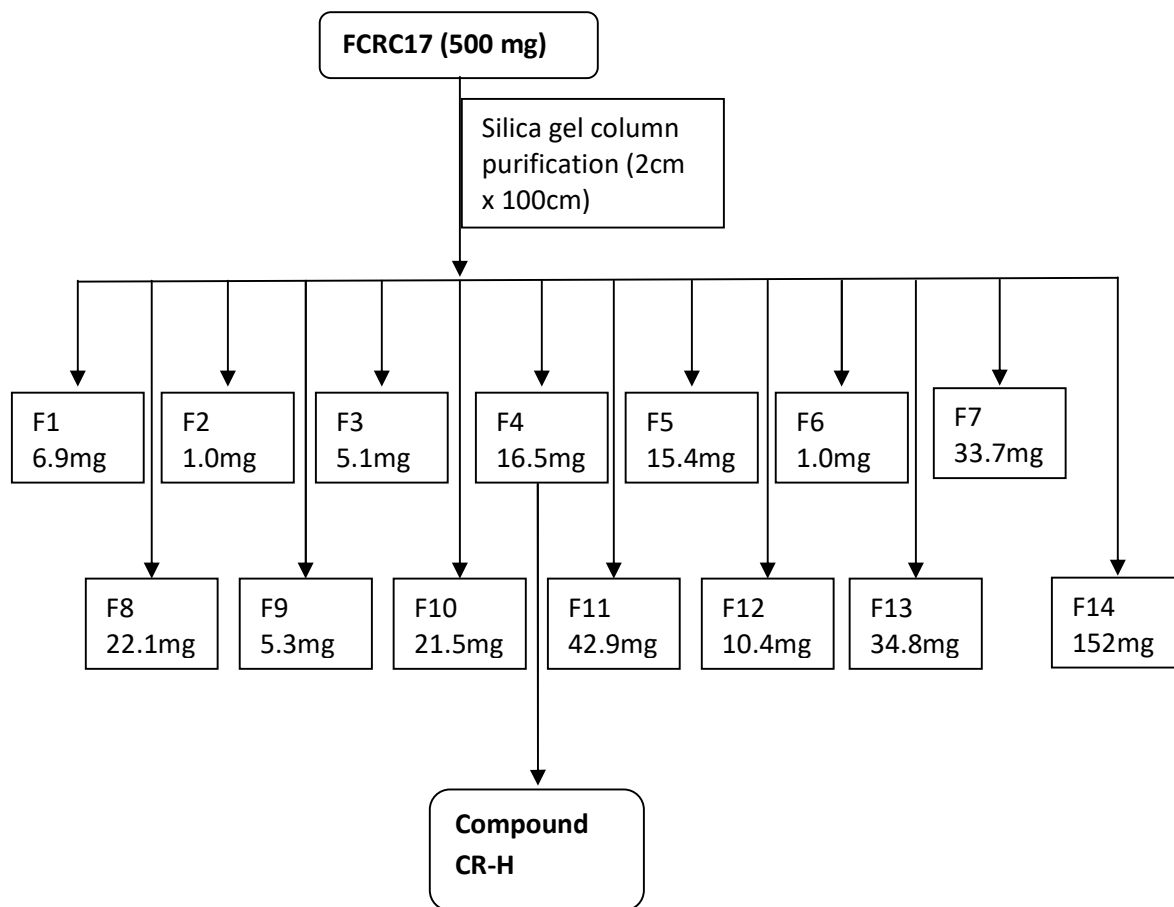 FCRC17 (500 mg)
Silica gel column
purification (2cm
x 100cm)
F1
6.9mg
F2
1.0mg
F3
5.1mg
F4
16.5mg
F5
15.4mg
F6
1.0mg
F7
33.7mg
F8
22.1mg
F9
5.3mg
F10
21.5mg
F11
42.9mg
F12
10.4mg
F13
34.8mg
F14
152mg
Compound
CR-H